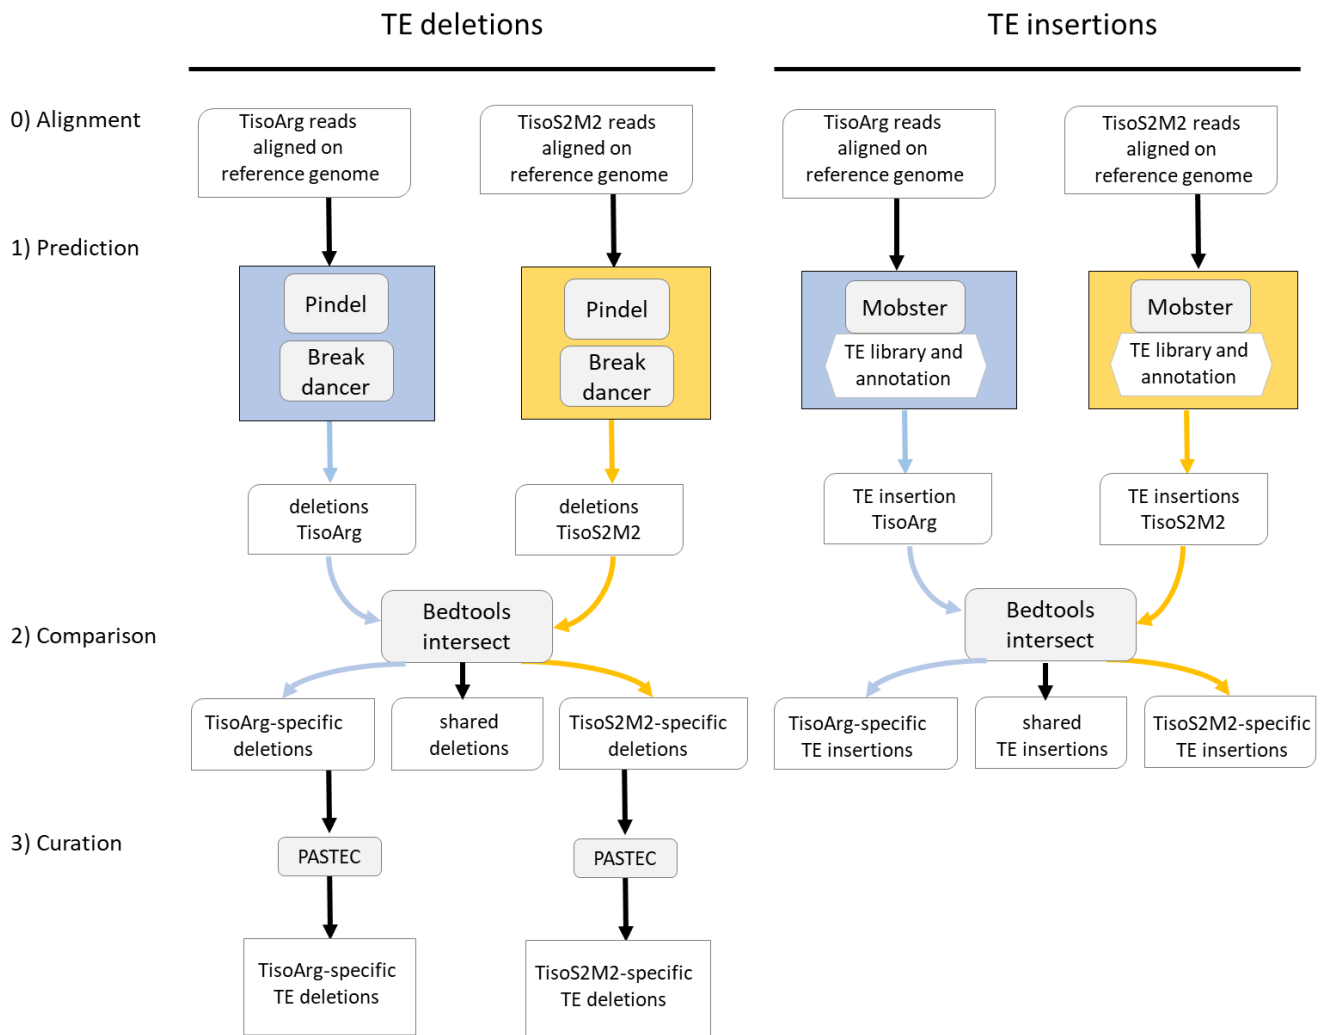 TE deletions
TE insertions
0) Alignment
TisoArg reads
aligned on
reference genome
TisoS2M2 reads
aligned on
reference genome
TisoArg reads
aligned on
reference genome
TisoS2M2 reads
aligned on
reference genome
1) Prediction
Pindel
Break
dancer
Pindel
Break
dancer
Mobster
TE library and
annotation
Mobster
TE library and
annotation
deletions
TisoArg
deletions
TisoS2M2
TE insertion
TisoArg
TE insertions
TisoS2M2
2) Comparison
Bedtools
intersect
Bedtools
intersect
TisoArg-specific
deletions
shared
deletions
TisoS2M2-specific
deletions
TisoArg-specific
TE insertions
shared
TE insertions
TisoS2M2-specific
TE insertions
3) Curation
PASTEC
PASTEC
TisoArg-specific
TE deletions
TisoS2M2-specific
TE deletions